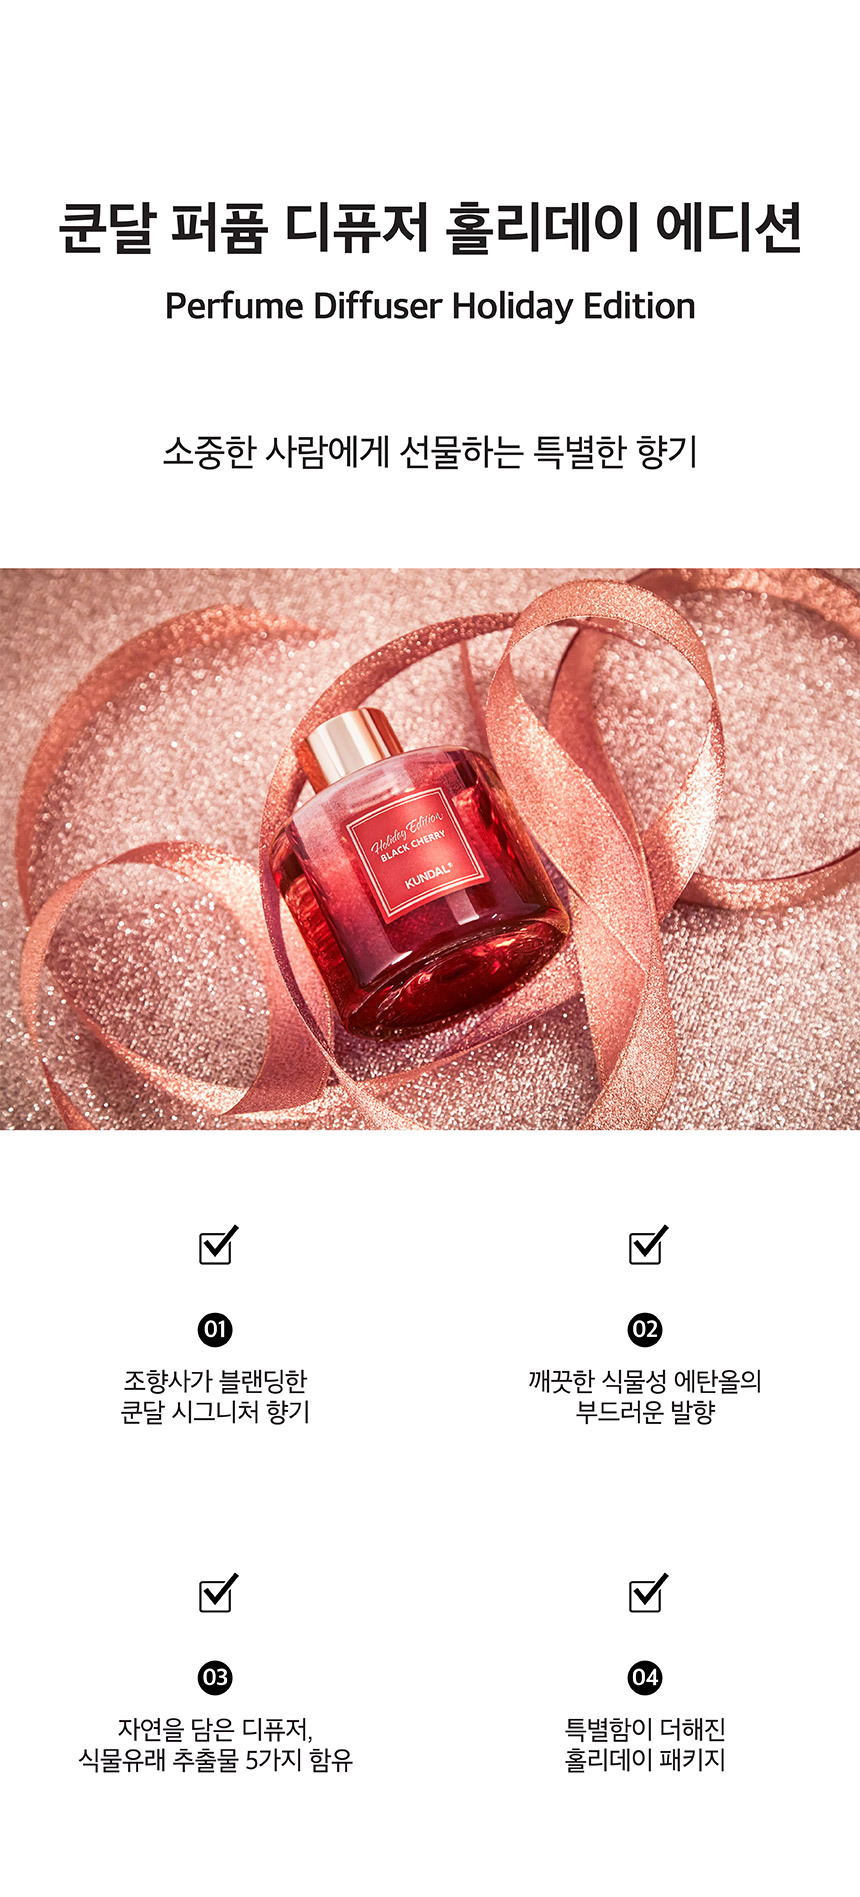 쿤달 퍼퓸 디퓨저 홀리데이 에디션
Perfume Diffuser Holiday Edition
소중한 사람에게 선물하는 특별한 향기
Holiday Edition
BLACK CHERRY
KUNDAL®
01
조향사가 블랜딩한
쿤달 시그니처 향기
02
깨끗한 식물성 에탄올의
부드러운 발향
03
자연을 담은 디퓨저,
식물유래 추출물 5가지 함유
04
특별함이 더해진
홀리데이 패키지